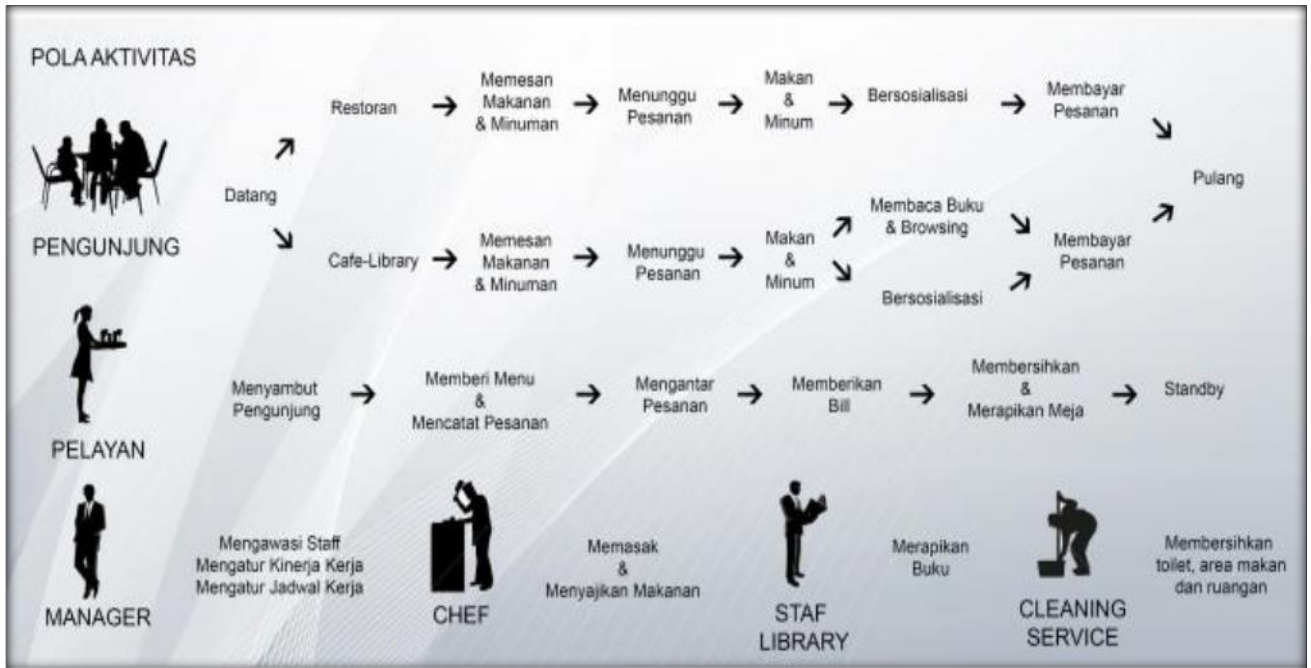 POLA AKTIVITAS
PENGUNJUNG
Datang
Restoran
Memesan
Makanan
& Minuman
Menunggu
Pesanan
Makan
&
Minum
Bersosialisasi
Membayar
Pesanan
Pulang
Cafe-Library
Memesan
Makanan
& Minuman
Menunggu
Pesanan
Makan
&
Minum
Membaca Buku
& Browsing
Bersosialisasi
Membayar
Pesanan
PELAYAN
Menyambut
Pengunjung
Memberi Menu
&
Mencatat Pesanan
Mengantar
Pesanan
Memberikan
Bill
Membersihkan
&
Merapikan Meja
Standby
MANAGER
Mengawasi Staff
Mengatur Kinerja Kerja
Mengatur Jadwal Kerja
CHEF
Memasak
&
Menyajikan Makanan
STAF
LIBRARY
Merapikan
Buku
CLEANING
SERVICE
Membersihkan
toilet, area makan
dan ruangan